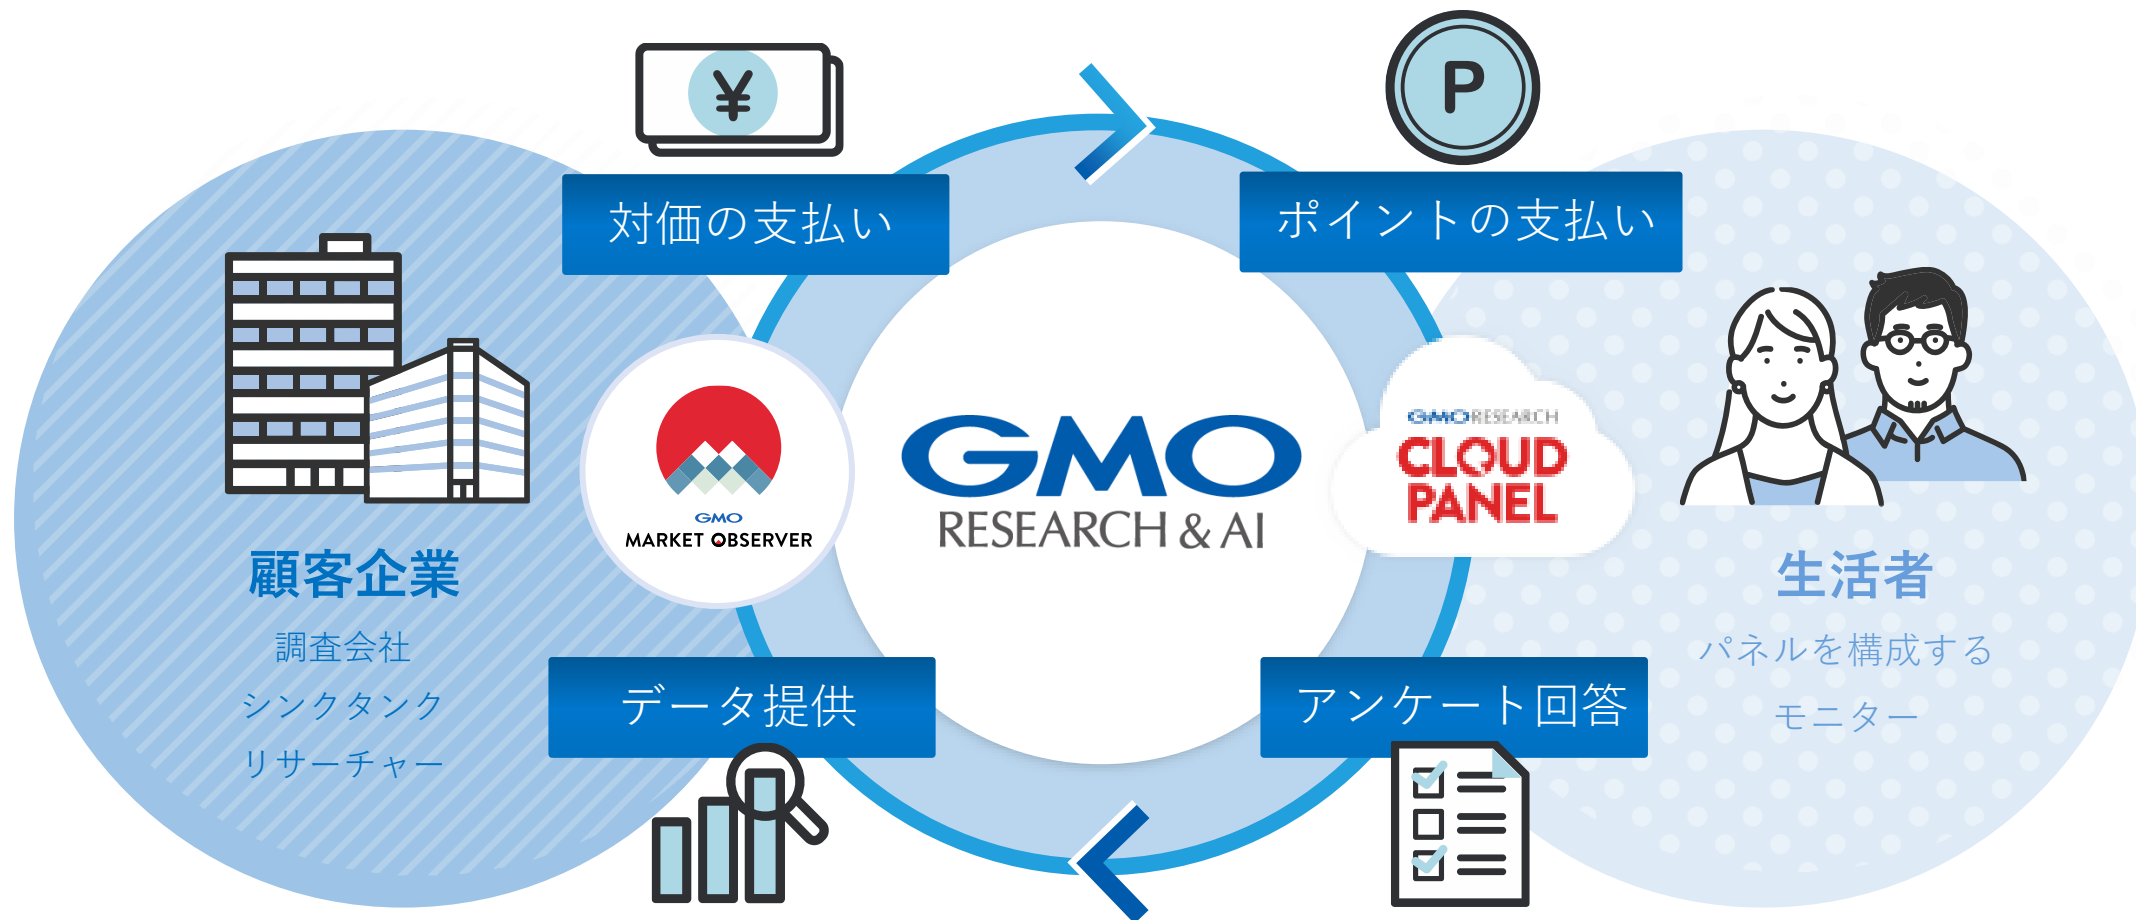 ¥
P
対価の支払い
ポイントの支払い
GMO
RESEARCH & AI
GMO
MARKET OBSERVER
GMO RESEARCH
CLOUD
PANEL
顧客企業
調査会社
シンクタンク
リサーチャー
生活者
パネルを構成する
モニター
データ提供
アンケート回答